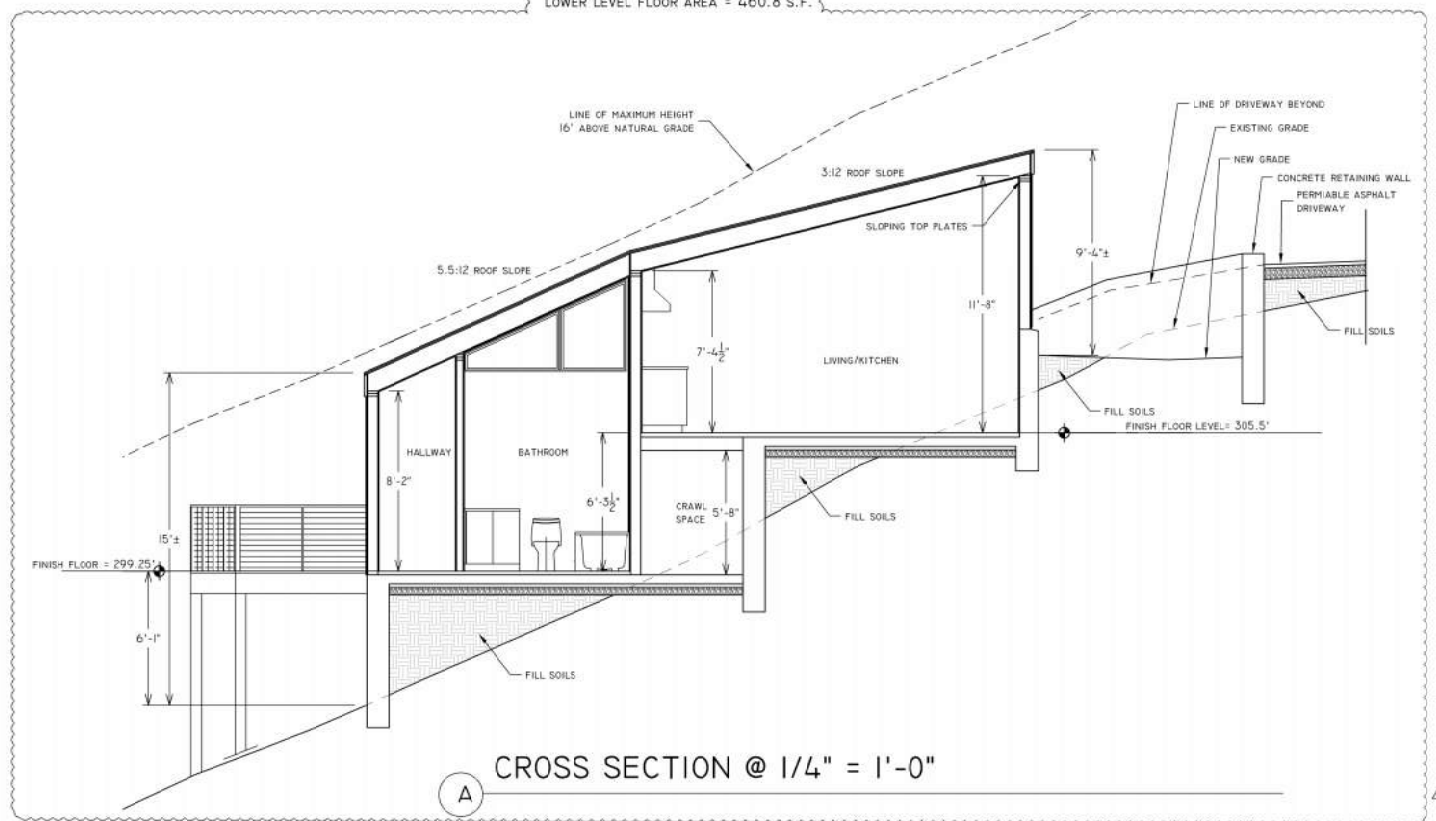 LOWER LEVEL FLOOR AREA = 460.8 S.F.
LINE OF MAXIMUM HEIGHT
16' ABOVE NATURAL GRADE
LINE OF DRIVEWAY BEYOND
EXISTING GRADE
NEW GRADE
CONCRETE RETAINING WALL
PERMIABLE ASPHALT
DRIVEWAY
3:12 ROOF SLOPE
SLOPING TOP PLATES
9'-4"±
5.5:12 ROOF SLOPE
11'-8"
FILL SOILS
7'-4½"
LIVING/KITCHEN
FILL SOILS
FINISH FLOOR LEVEL= 305.5'
HALLWAY
BATHROOM
8'-2"
6'-3½"
CRAWL
SPACE
5'-8"
FILL SOILS
15'±
FINISH FLOOR = 299.25'
6'-1"
FILL SOILS
CROSS SECTION @ 1/4" = 1'-0"
A
4